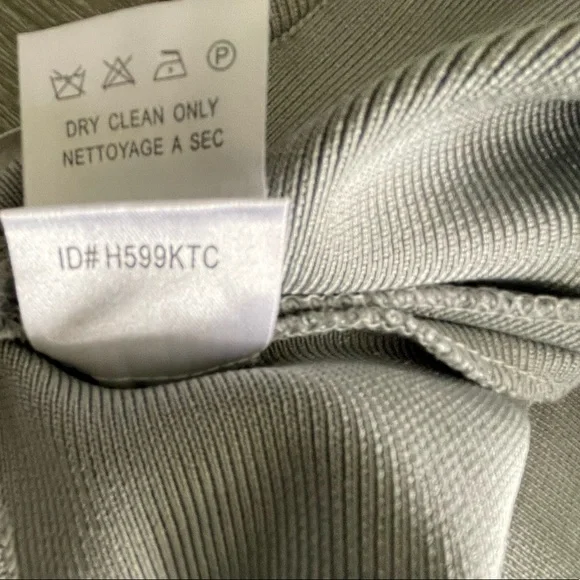 P
DRY CLEAN ONLY
NETTOYAGE A SEC
ID# H599KTC